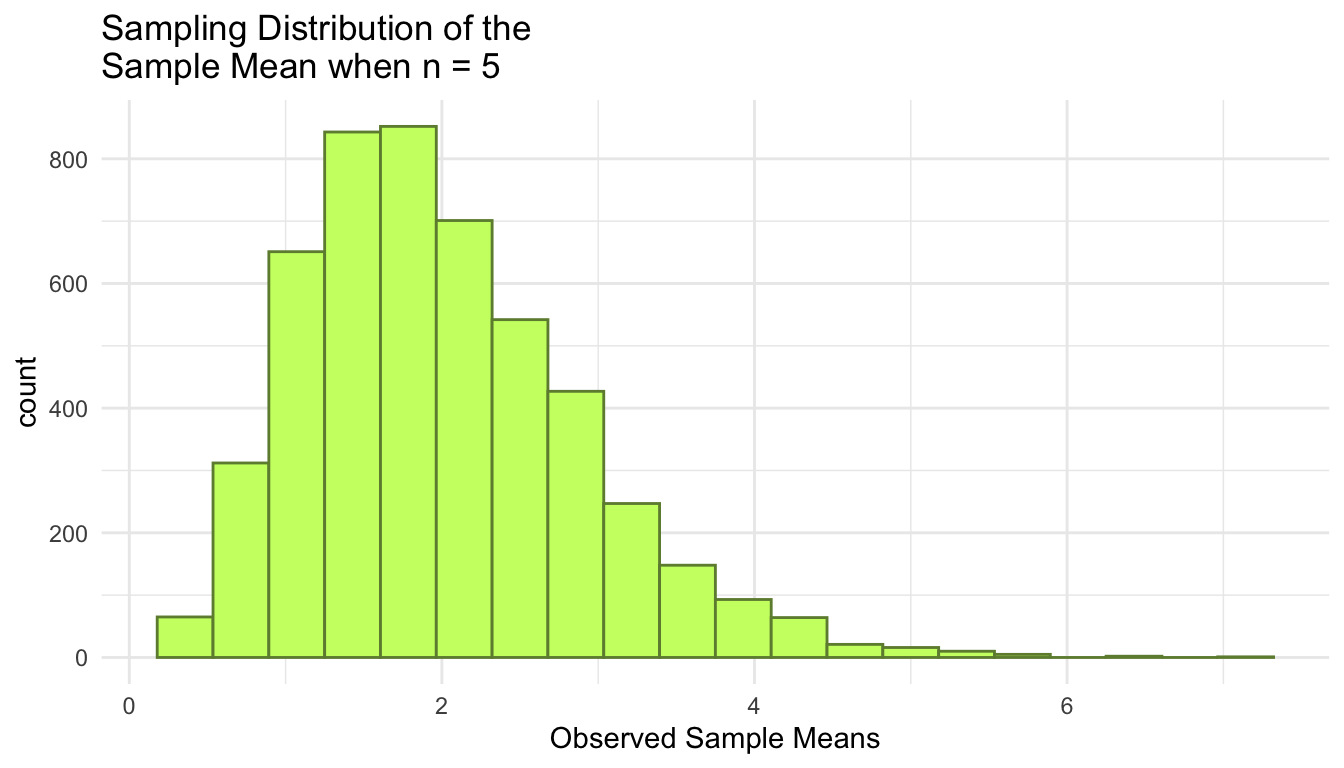 Sampling Distribution of the
Sample Mean when n = 5
800
600
400
200
0
count
0 2 4 6
Observed Sample Means